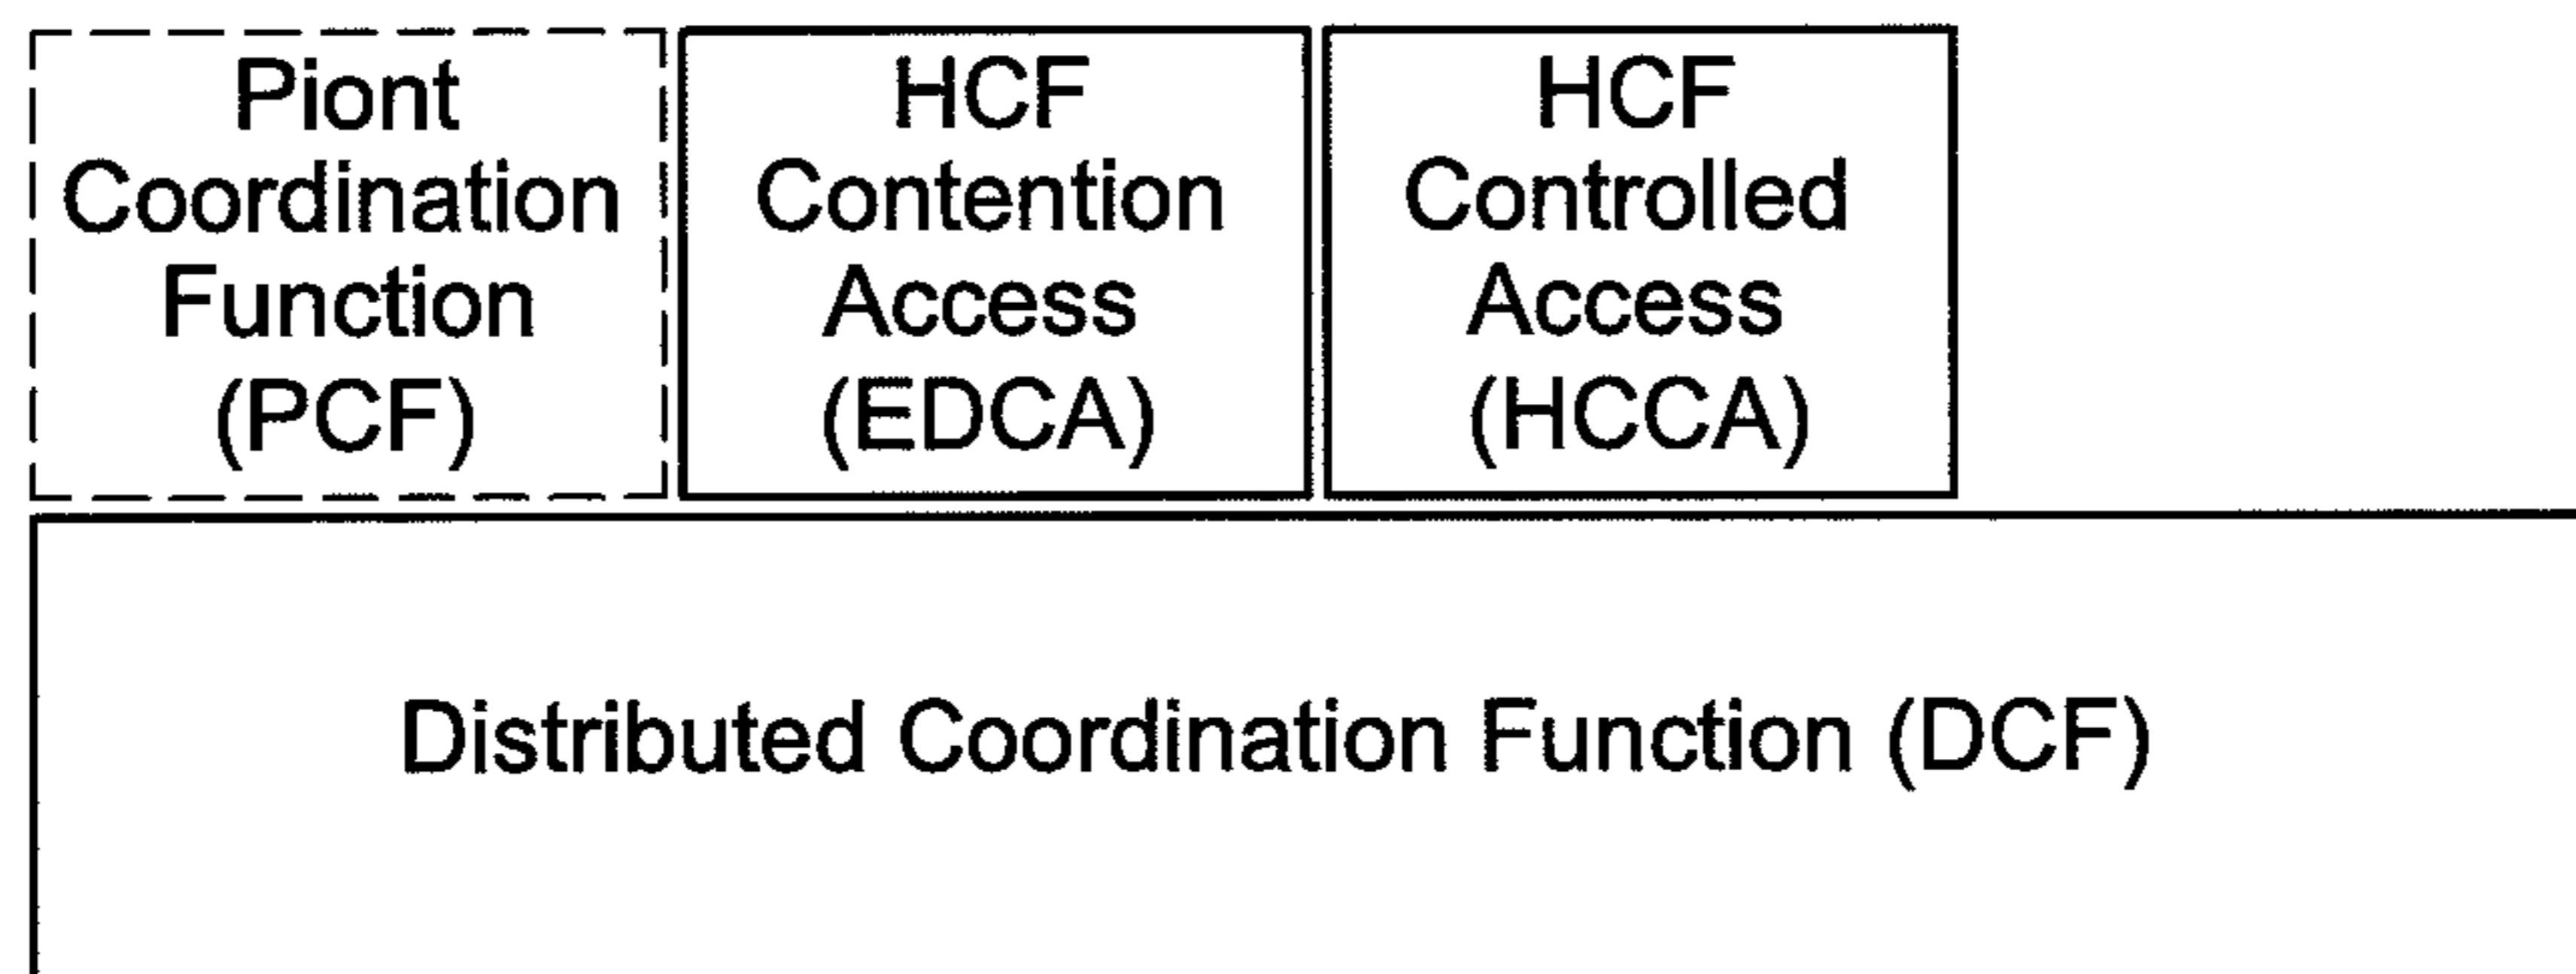 Piont
Coordination
Function
(PCF)
HCF
Contention
Access
(EDCA)
HCF
Controlled
Access
(HCCA)
Distributed Coordination Function (DCF)